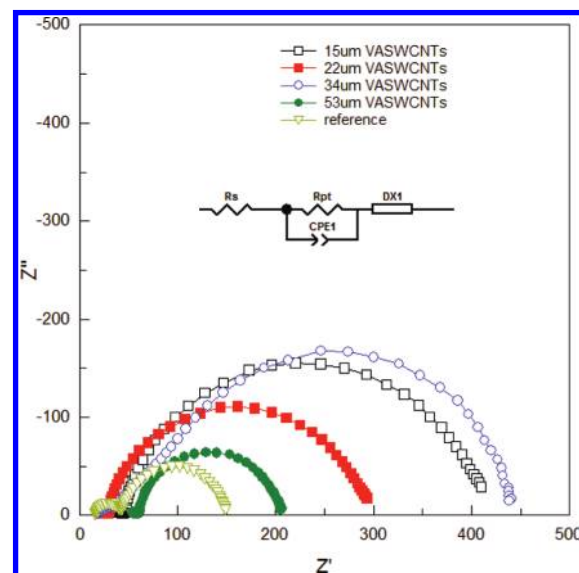 -500
-400
-300
-200
-100
0
Z"
15um VASWCNTs
22um VASWCNTs
34um VASWCNTs
53um VASWCNTs
reference
Rs
Rpt
DX1
CPE1
0 100 200 300 400 500
Z'